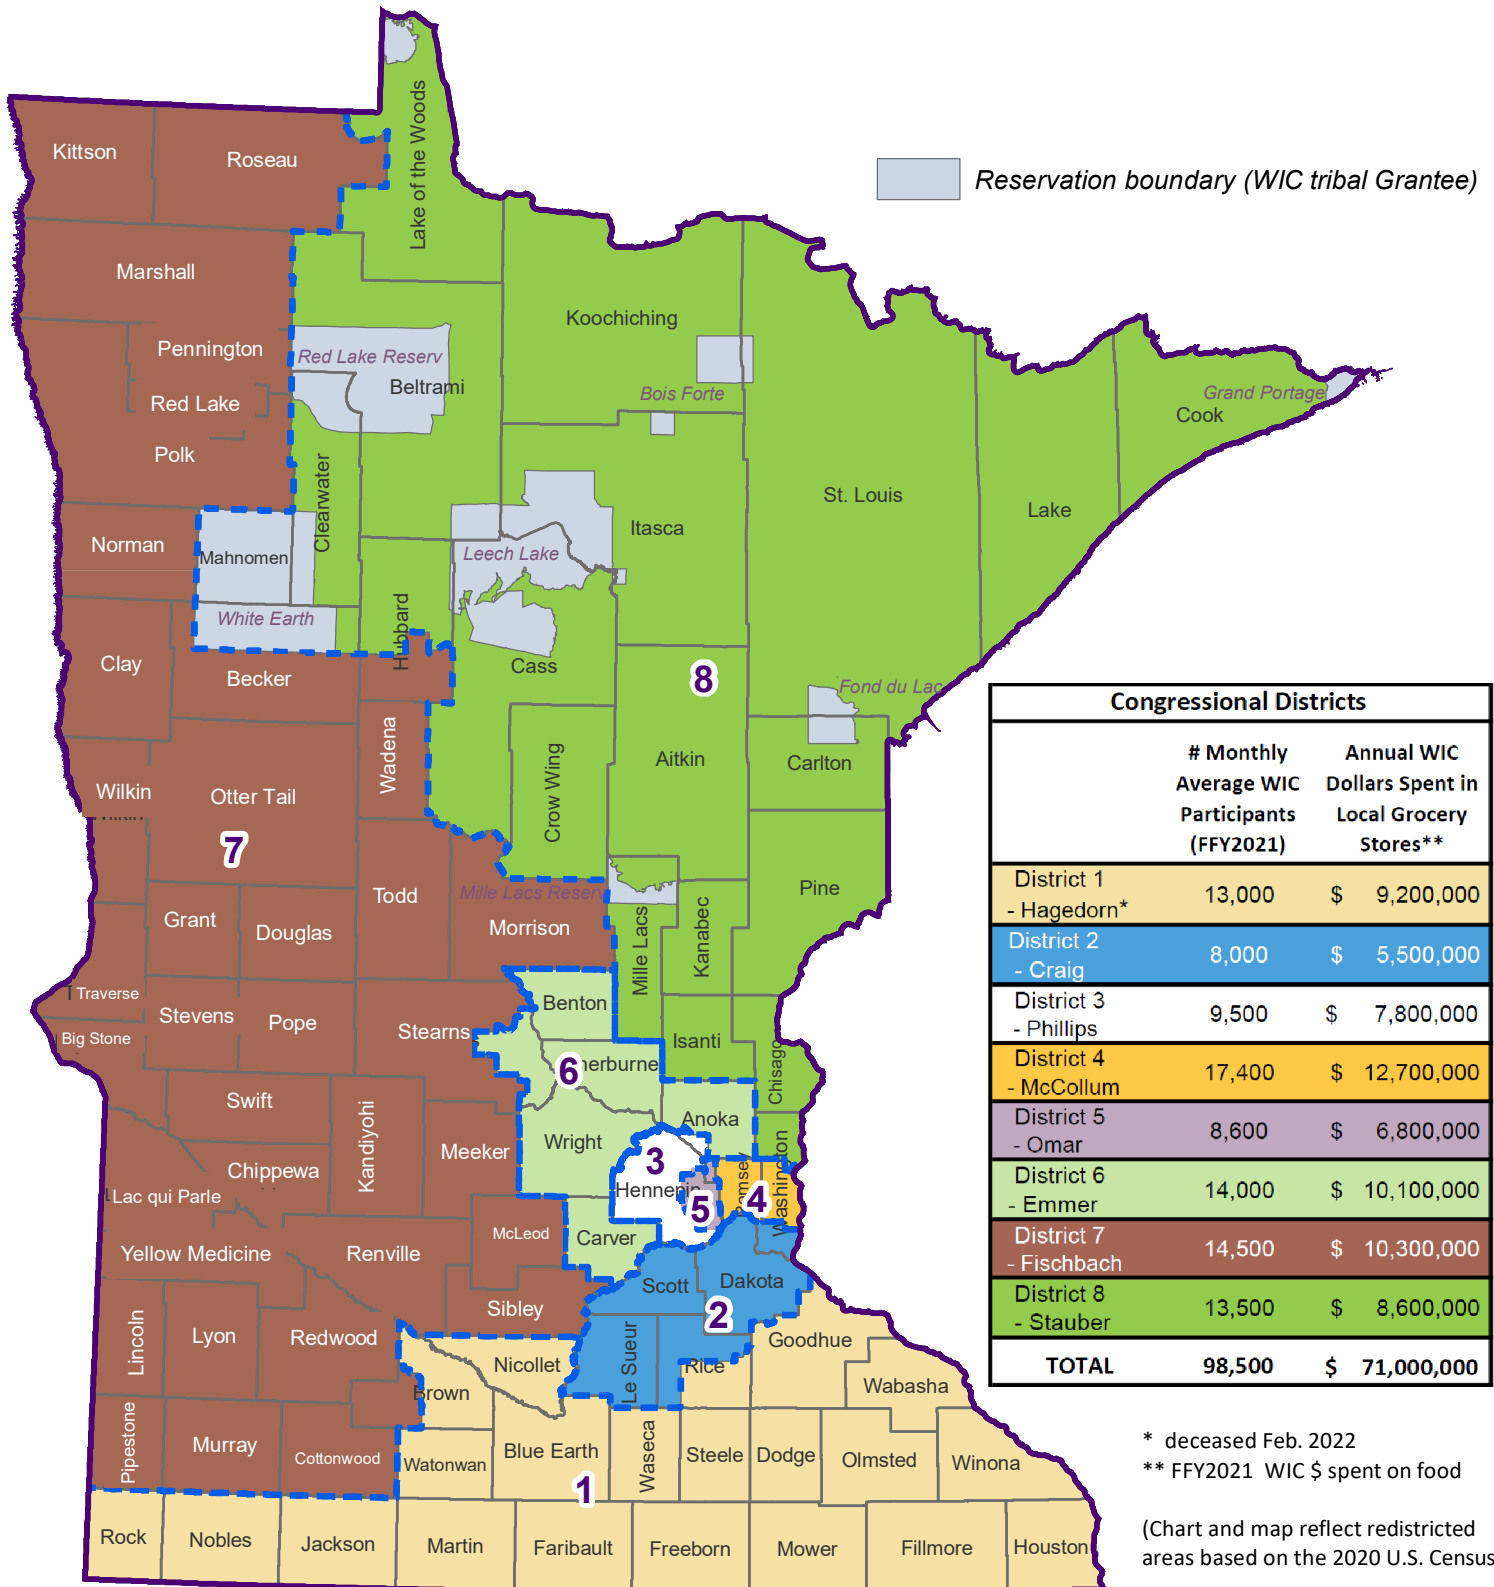 Lake of the Woods
Kittson
Roseau
Reservation boundary (WIC tribal Grantee)
Marshall
Koochiching
Pennington
Red Lake Reserv
Beltrami
Bois Forte
Grand Portage
Cook
Red Lake
Polk
Clearwater
St. Louis
Lake
Itasca
Norman
Mahnomen
Leech Lake
White Earth
Hubbard
Clay
Becker
Cass
8
Fond du Lac
Wadena
Crow Wing
Aitkin
Carlton
Wilkin
Otter Tail
7
Todd
Mille Lacs Reserv
Pine
Grant
Douglas
Morrison
Mille Lacs
Kanabec
Traverse
Stevens
Pope
Stearns
Benton
Big Stone
Isanti
Chisago
6
herburne
Swift
Kandiyohi
Anoka
Meeker
Wright
Washington
3
Chippewa
Hennepin
Ramsey
4
5
Lac qui Parle
McLeod
Carver
Yellow Medicine
Renville
Scott
Dakota
2
Sibley
Lincoln
Lyon
Redwood
Goodhue
Nicollet
Le Sueur
Rice
Brown
Wabasha
Pipestone
Murray
Cottonwood
Watonwan
Blue Earth
Waseca
Steele
Dodge
Olmsted
Winona
1
Rock
Nobles
Jackson
Martin
Faribault
Freeborn
Mower
Fillmore
Houston
Congressional Districts
# Monthly Average WIC Participants (FFY2021)
Annual WIC Dollars Spent in Local Grocery Stores**
District 1 - Hagedorn* 13,000 $ 9,200,000
District 2 - Craig 8,000 $ 5,500,000
District 3 - Phillips 9,500 $ 7,800,000
District 4 - McCollum 17,400 $ 12,700,000
District 5 - Omar 8,600 $ 6,800,000
District 6 - Emmer 14,000 $ 10,100,000
District 7 - Fischbach 14,500 $ 10,300,000
District 8 - Stauber 13,500 $ 8,600,000
TOTAL 98,500 $ 71,000,000
* deceased Feb. 2022
** FFY2021 WIC $ spent on food
(Chart and map reflect redistricted
areas based on the 2020 U.S. Census